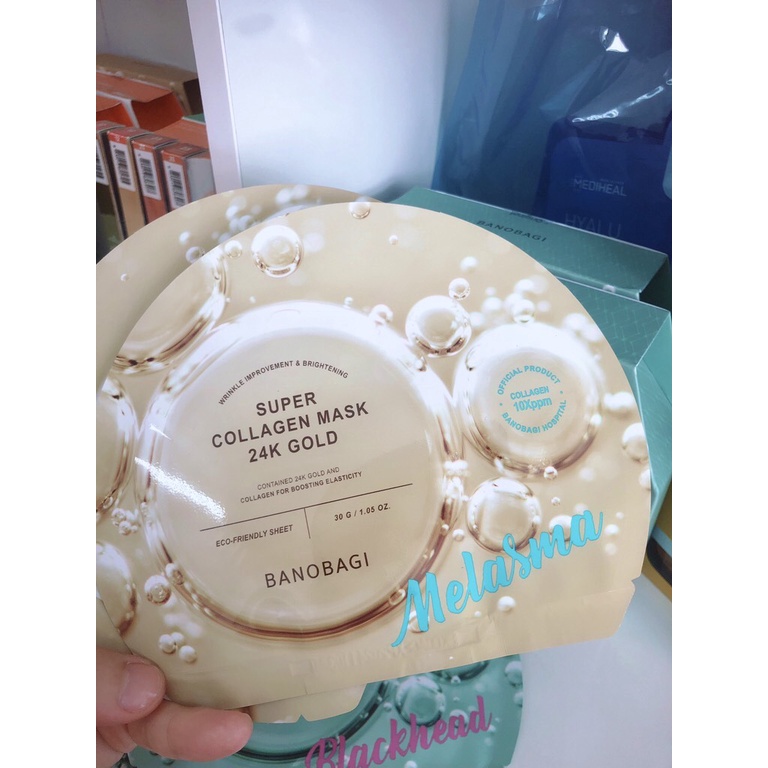 MEDIHEAL
HYALU
BANOBAGI
WRINKLE IMPROVEMENT & BRIGHTENING
SUPER
COLLAGEN MASK
24K GOLD
CONTAINED 24K GOLD AND
COLLAGEN FOR BOOSTING ELASTICITY
ECO-FRIENDLY SHEET
30 G / 1.05 OZ.
BANOBAGI
OFFICIAL PRODUCT
COLLAGEN
10Xppm
BANOBAGI HOSPITAL
Melasma
Blackhead